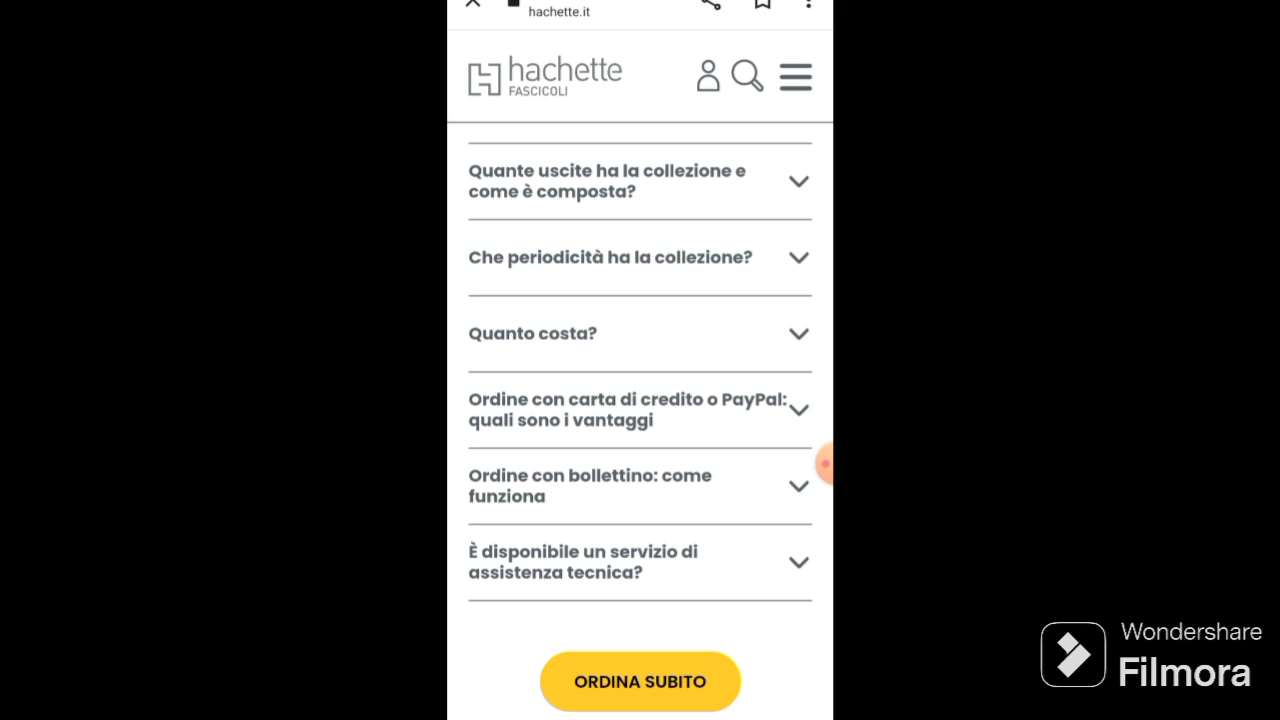 hachette.it
hachette
FASCICOLI
Quante uscite ha la collezione e
come è composta?
Che periodicità ha la collezione?
Quanto costa?
Ordine con carta di credito o PayPal:
quali sono i vantaggi
Ordine con bollettino: come
funziona
È disponibile un servizio di
assistenza tecnica?
ORDINA SUBITO
Wondershare
Filmora